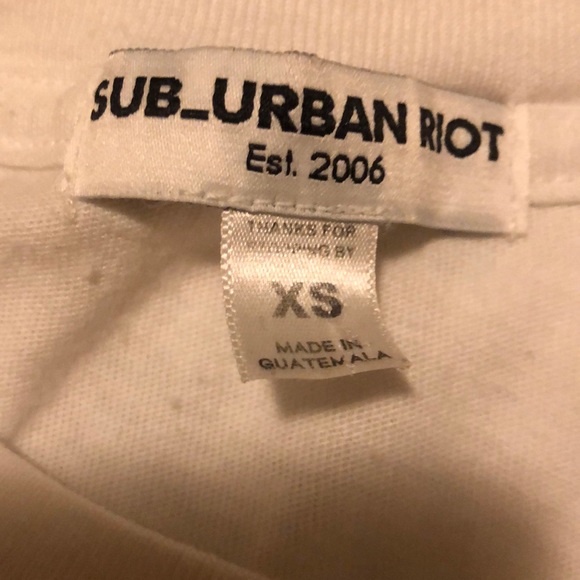 SUB_URBAN RIOT
Est. 2006
THANKS FOR
BY
XS
MADE IN
GUATEMALA